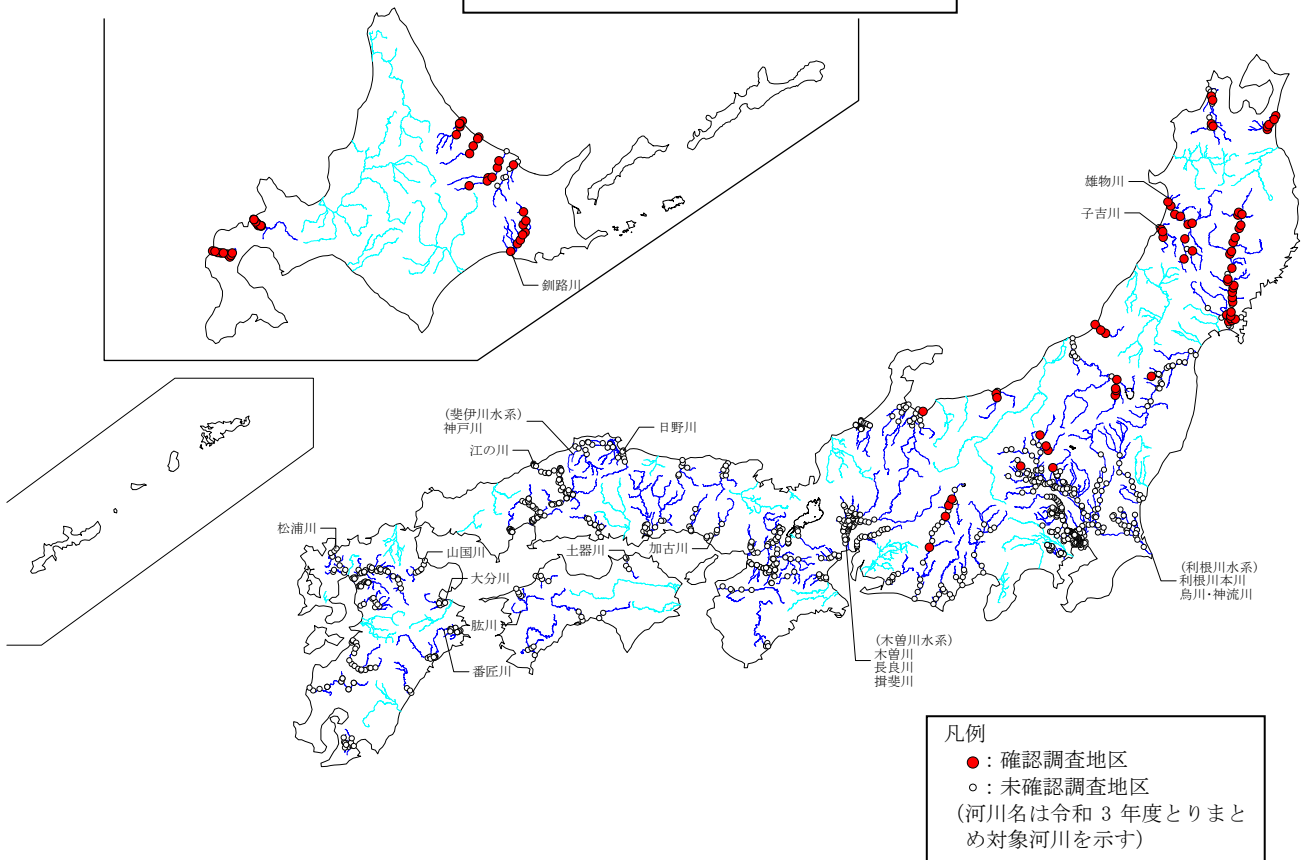 雄物川
子吉川
釧路川
(斐伊川水系)
神戸川
日野川
江の川
松浦川
山国川
土器川
加古川
大分川
肱川
番匠川
(利根川水系)
利根川本川
烏川・神流川
(木曽川水系)
木曽川
長良川
揖斐川
凡例
：確認調査地区
：未確認調査地区
(河川名は令和 3 年度とりまと
め対象河川を示す)